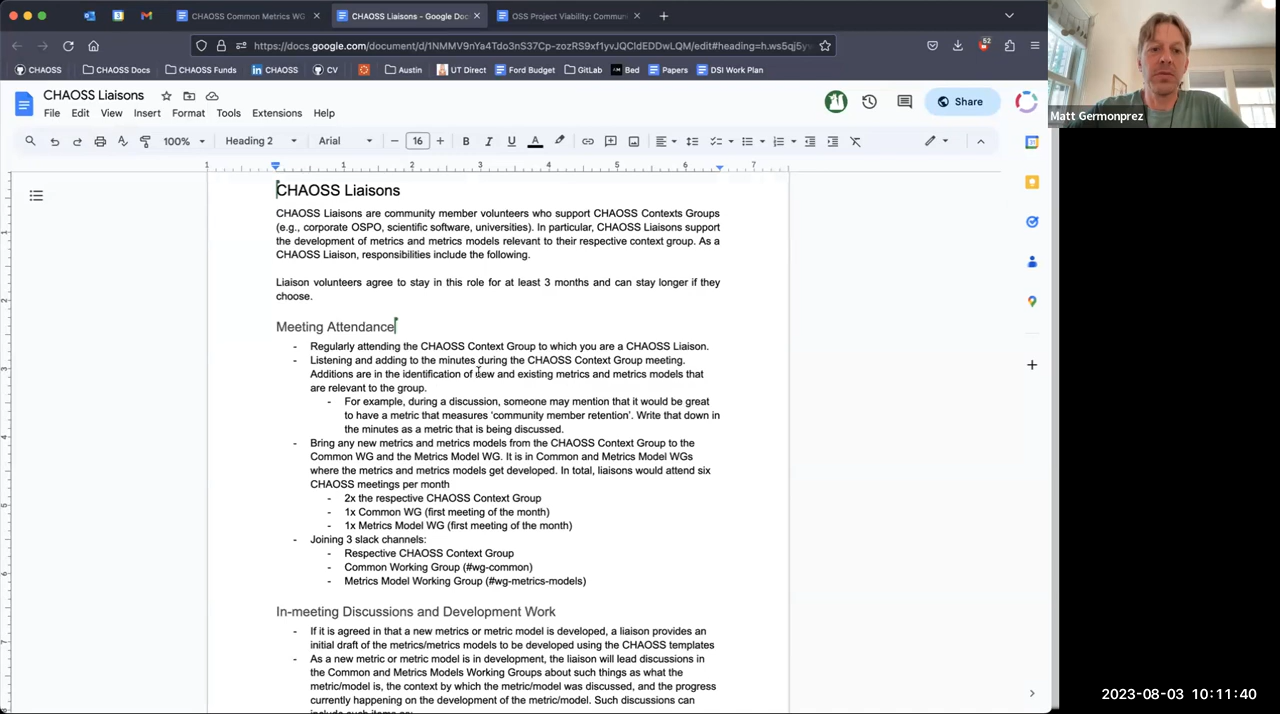 CHAOSS Common Metrics WG
CHAOSS Liaisons - Google Doc
OSS Project Viability: Commu
https://docs.google.com/document/d/1NMMV9nYa4Tdo3nS37Cp-zozRS9xf1yvJQCldEDDwLQM/edit#heading=h.ws5qj5y
52
CHAOSS
CHAOSS Docs
CHAOSS Funds
CHAOSS
CV
Austin
UT Direct
Ford Budget
GitLab
Bed
Papers
DSI Work Plan
Matt Germonprez
CHAOSS Liaisons
File Edit View Insert Format Tools Extensions Help
Share
100% Heading 2 Arial 16
1 1 2 3 4 5 6 7
CHAOSS Liaisons
CHAOSS Liaisons are community member volunteers who support CHAOSS Contexts Groups
(e.g., corporate OSPO, scientific software, universities). In particular, CHAOSS Liaisons support
the development of metrics and metrics models relevant to their respective context group. As a
CHAOSS Liaison, responsibilities include the following.
Liaison volunteers agree to stay in this role for at least 3 months and can stay longer if they
choose.
Meeting Attendance
- Regularly attending the CHAOSS Context Group to which you are a CHAOSS Liaison.
- Listening and adding to the minutes during the CHAOSS Context Group meeting.
Additions are in the identification of new and existing metrics and metrics models that
are relevant to the group.
- For example, during a discussion, someone may mention that it would be great
to have a metric that measures ‘community member retention’. Write that down in
the minutes as a metric that is being discussed.
- Bring any new metrics and metrics models from the CHAOSS Context Group to the
Common WG and the Metrics Model WG. It is in Common and Metrics Model WGs
where the metrics and metrics models get developed. In total, liaisons would attend six
CHAOSS meetings per month
- 2x the respective CHAOSS Context Group
- 1x Common WG (first meeting of the month)
- 1x Metrics Model WG (first meeting of the month)
- Joining 3 slack channels:
- Respective CHAOSS Context Group
- Common Working Group (#wg-common)
- Metrics Model Working Group (#wg-metrics-models)
In-meeting Discussions and Development Work
- If it is agreed in that a new metrics or metric model is developed, a liaison provides an
initial draft of the metrics/metrics models to be developed using the CHAOSS templates
- As a new metric or metric model is in development, the liaison will lead discussions in
the Common and Metrics Models Working Groups about such things as what the
metric/model is, the context by which the metric/model was discussed, and the progress
currently happening on the development of the metric/model. Such discussions can
include such items as:
2023-08-03 10:11:40